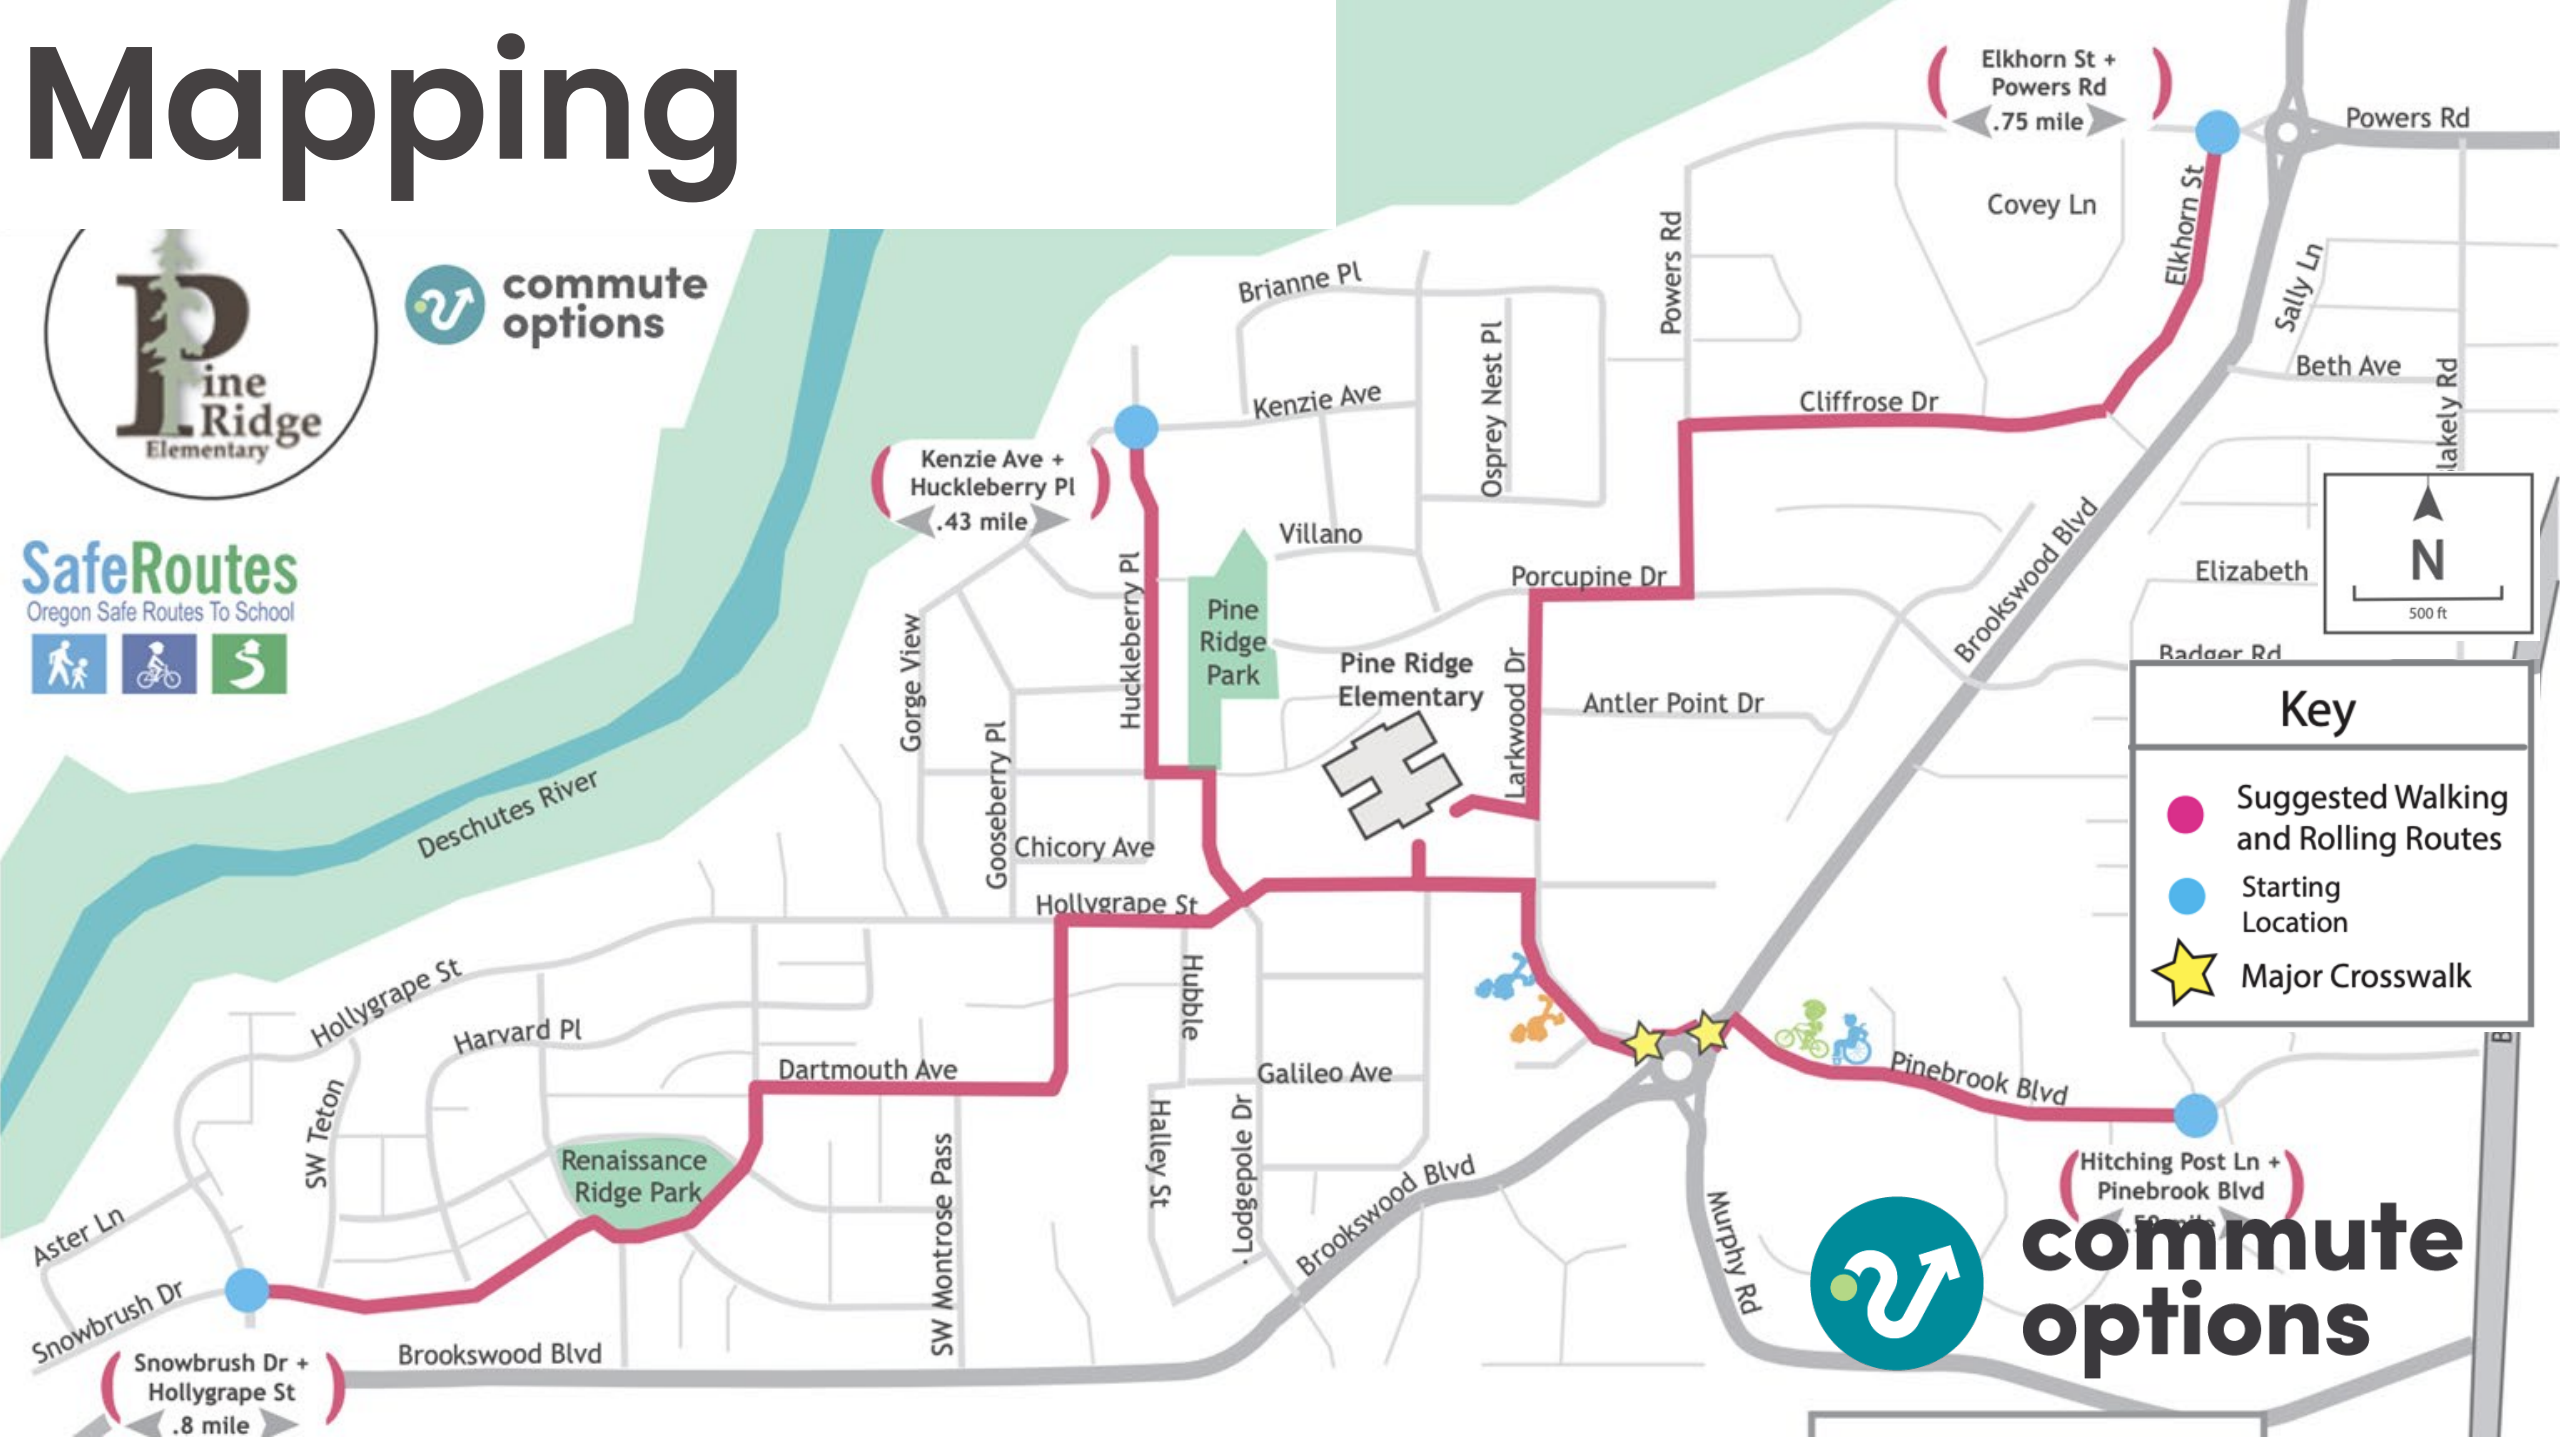 Mapping
Pine
Ridge
Elementary
commute
options
SafeRoutes
Oregon Safe Routes To School
Elkhorn St +
Powers Rd
.75 mile
Powers Rd
Covey Ln
Elkhorn St
Sally Ln
Powers Rd
Brianne Pl
Kenzie Ave
Osprey Nest Pl
Cliffrose Dr
Beth Ave
lakely Rd
Kenzie Ave +
Huckleberry Pl
.43 mile
Villano
Huckleberry Pl
Pine
Ridge
Park
Porcupine Dr
Brookswood Blvd
Elizabeth
N
500 ft
Badger Rd
Gorge View
Gooseberry Pl
Pine Ridge
Elementary
Larkwood Dr
Antler Point Dr
Key
Suggested Walking
and Rolling Routes
Starting
Location
Major Crosswalk
Deschutes River
Chicory Ave
Hollygrape St
Hollygrape St
Harvard Pl
Hubble
Dartmouth Ave
Galileo Ave
Pinebrook Blvd
B
SW Teton
Renaissance
Ridge Park
SW Montrose Pass
Halley St
Lodgepole Dr
Brookswood Blvd
Murphy Rd
Hitching Post Ln +
Pinebrook Blvd
Aster Ln
Snowbrush Dr
Snowbrush Dr +
Hollygrape St
.8 mile
Brookswood Blvd
commute
options